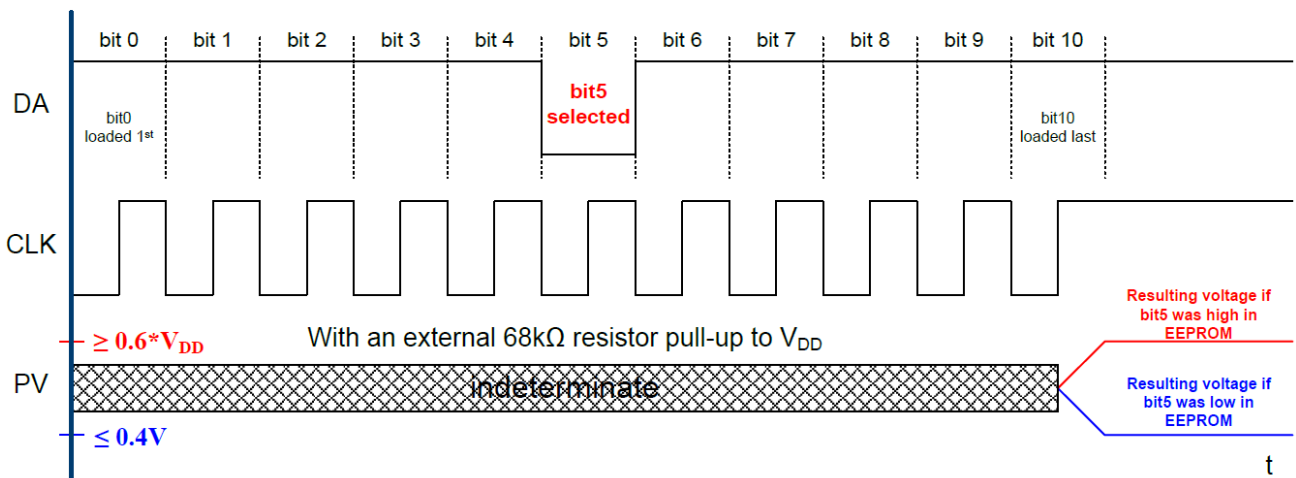 bit 0 bit 1 bit 2 bit 3 bit 4 bit 5 bit 6 bit 7 bit 8 bit 9 bit 10
DA
bit0
loaded 1st
bit5
selected
bit10
loaded last
CLK
≥ 0.6*VDD
With an external 68kΩ resistor pull-up to VDD
Resulting voltage if
bit5 was high in
EEPROM
PV
indeterminate
Resulting voltage if
bit5 was low in
EEPROM
≤ 0.4V
t